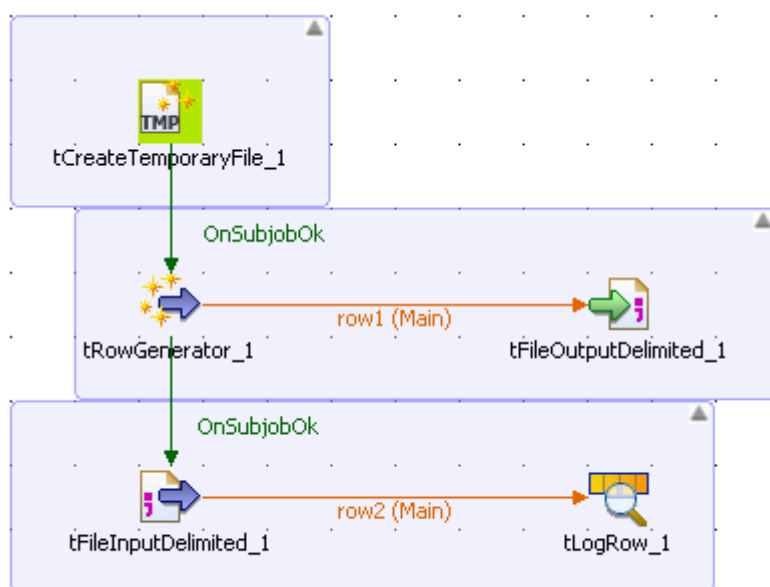 TMP
tCreateTemporaryFile_1
OnSubjobOk
row1 (Main)
tRowGenerator_1
tFileOutputDelimited_1
OnSubjobOk
row2 (Main)
tFileInputDelimited_1
tLogRow_1